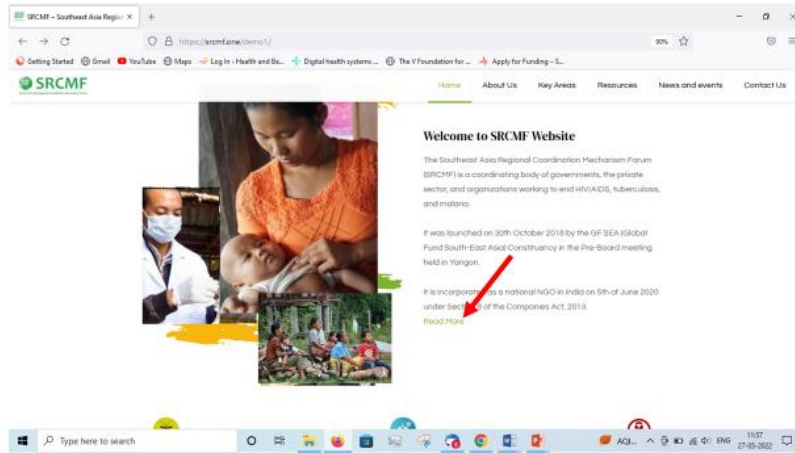 SRCMF – Southeast Asia Region
https://srcmf.one/demo1/
90%
Getting Started Gmail YouTube Maps Log In - Health and Be... Digital health systems ... The V Foundation for ... Apply for Funding – S...
SRCMF
Home About Us Key Areas Resources News and events Contact Us
Welcome to SRCMF Website
The Southeast Asia Regional Coordination Mechanism Forum
(SRCMF) is a coordinating body of governments, the private
sector, and organizations working to end HIV/AIDS, tuberculosis,
and malaria.
It was launched on 30th October 2018 by the GF SEA (Global
Fund South-East Asia) Constituency in the Pre-Board meeting
held in Yangon.
It is incorporated as a national NGO in India on 5th of June 2020
under Section 8 of the Companies Act, 2013.
Read More
Type here to search
AQI... ENG 11:57
27-05-2022